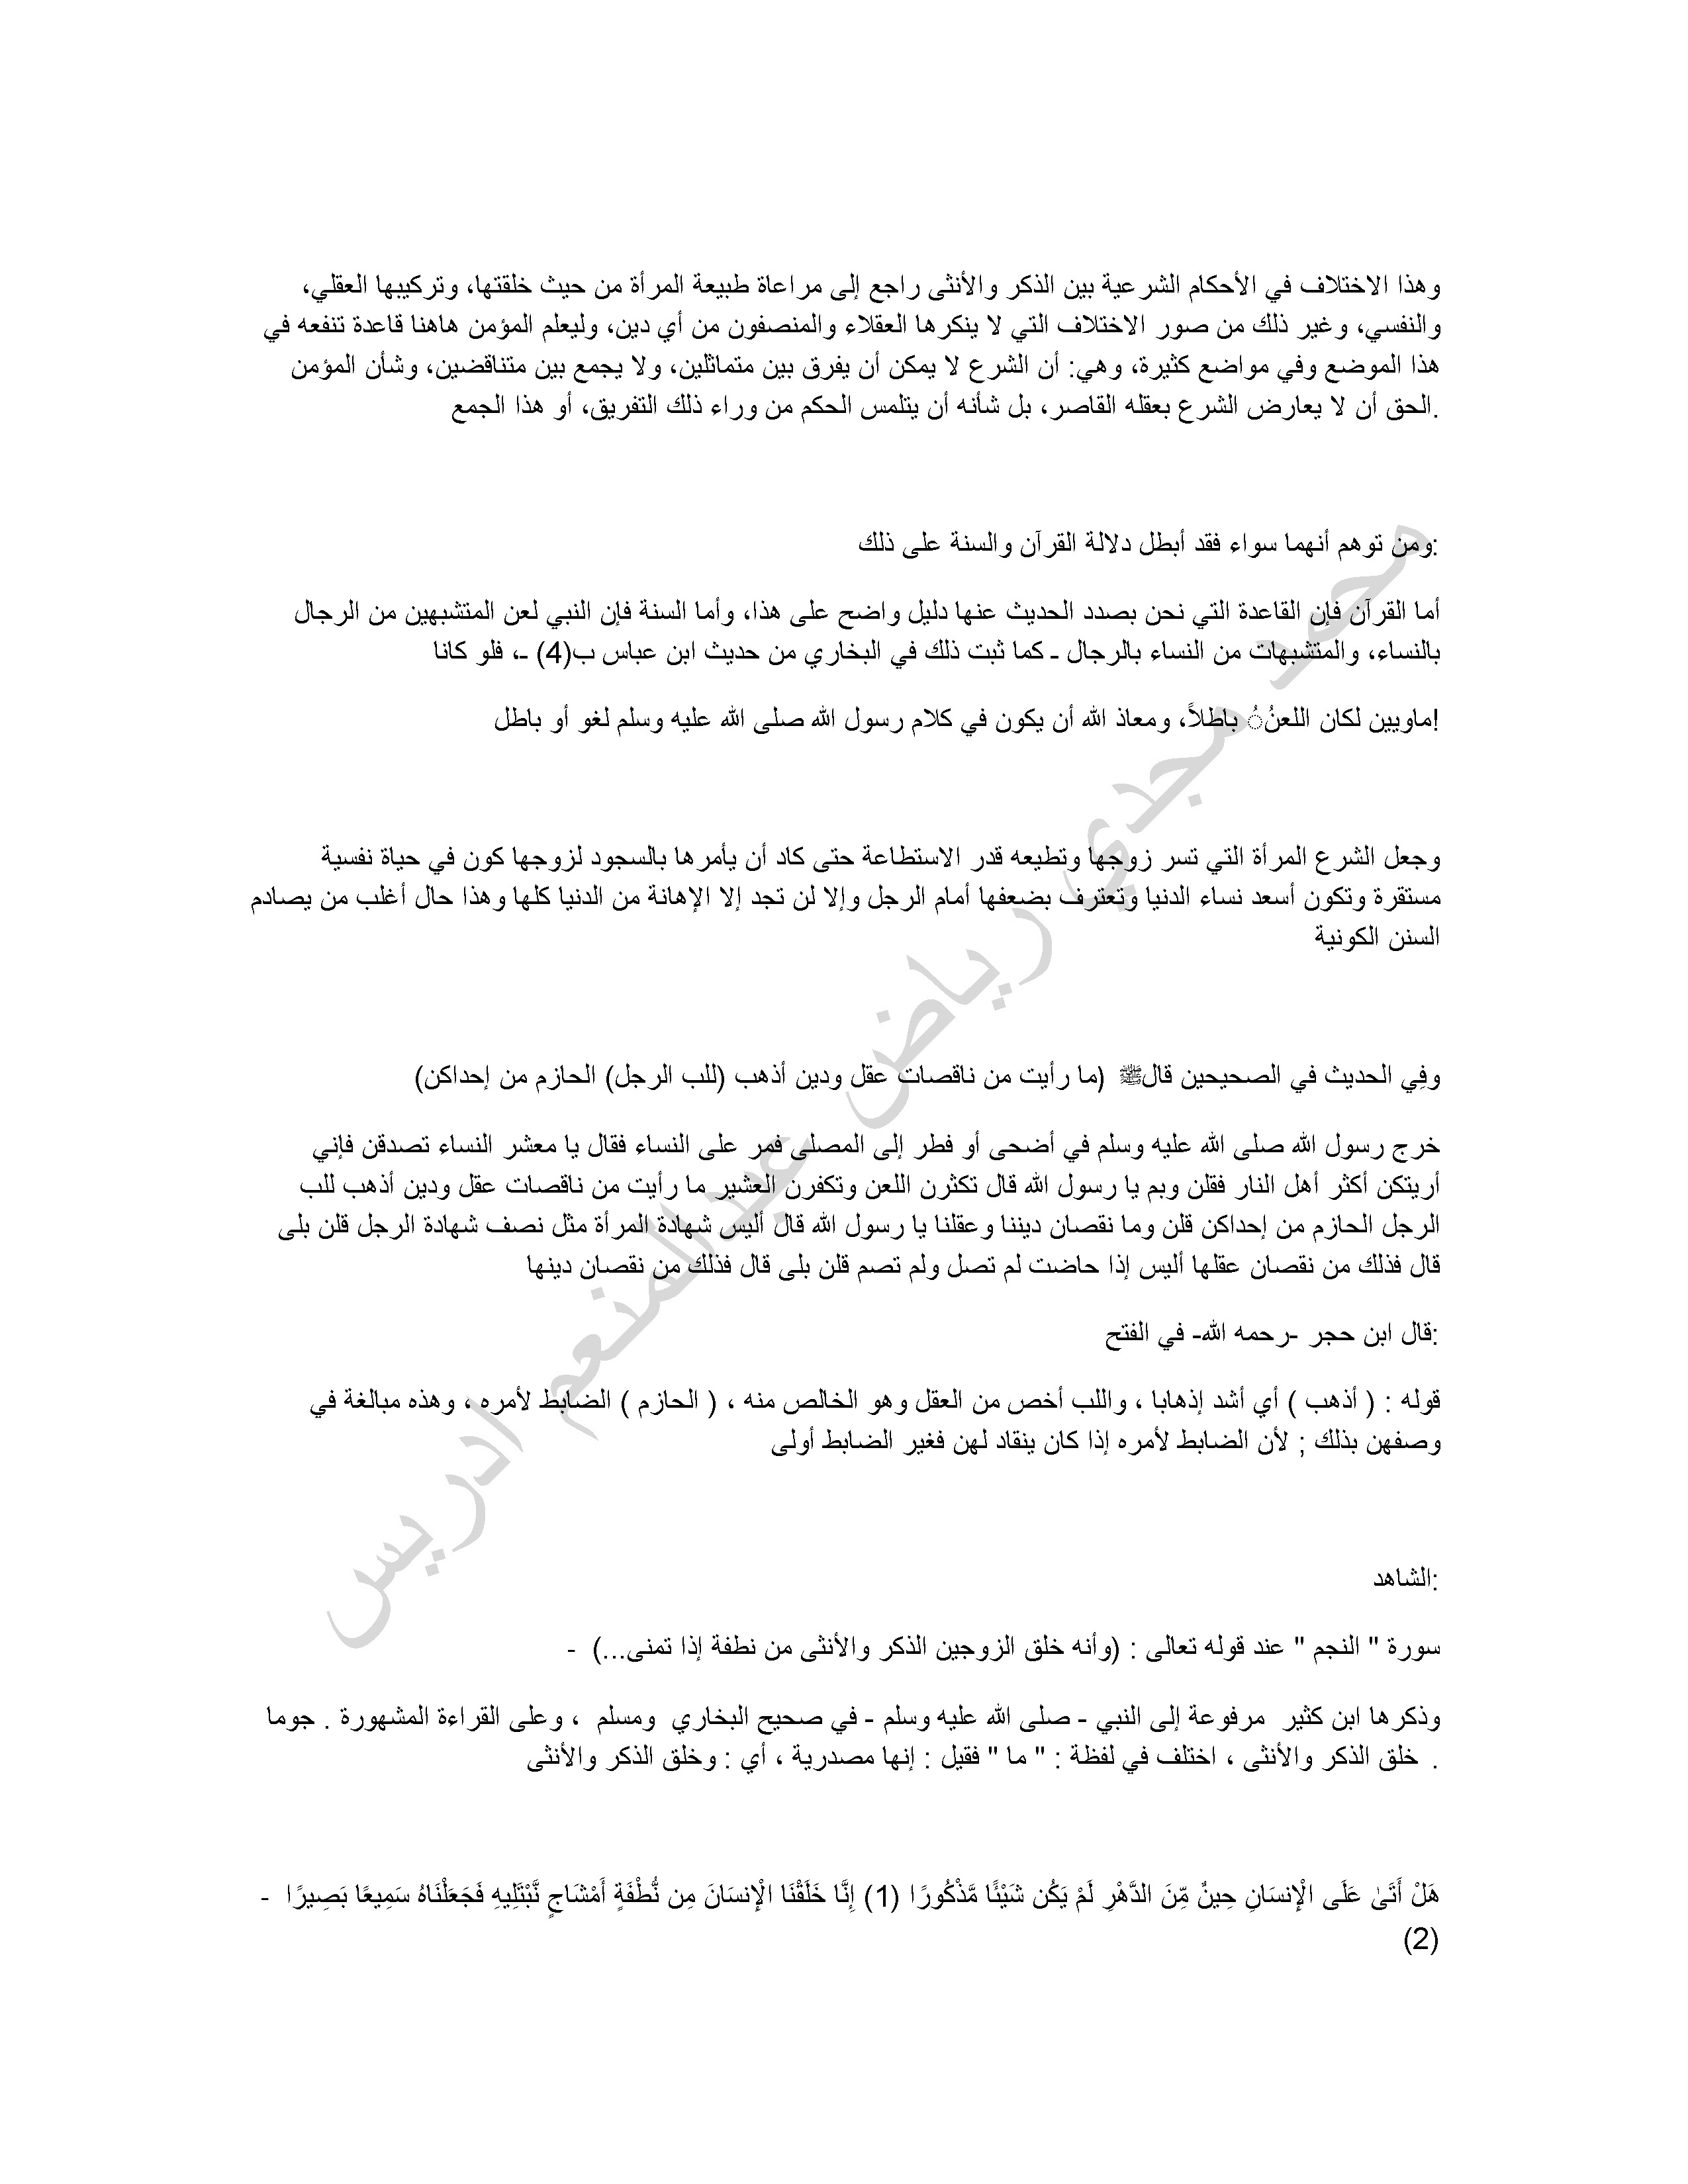 وهذا الاختلاف في الأحكام الشرعية بين الذكر والأنثى راجع إلى مراعاة طبيعة المرأة من حيث خلقتها، وتركيبها العقلي،
والنفسي، وغير ذلك من صور الاختلاف التي لا ينكرها العقلاء والمنصفون من أي دين، وليعلم المؤمن هاهنا قاعدة تنفعه في
هذا الموضع وفي مواضع كثيرة، وهي: أن الشرع لا يمكن أن يفرق بين متماثلين، ولا يجمع بين متناقضين، وشأن المؤمن
.الحق أن لا يعارض الشرع بعقله القاصر، بل شأنه أن يتلمس الحكم من وراء ذلك التفريق، أو هذا الجمع
:ومن توهم أنهما سواء فقد أبطل دلالة القرآن والسنة على ذلك
أما القرآن فإن القاعدة التي نحن بصدد الحديث عنها دليل واضح على هذا، وأما السنة فإن النبي لعن المتشبهين من الرجال
بالنساء، والمتشبهات من النساء بالرجال ـ كما ثبت ذلك في البخاري من حديث ابن عباس ب(4) ـ، فلو كانا
!ماويين لكان اللعنُُ باطلاً، ومعاذ الله أن يكون في كلام رسول الله صلى الله عليه وسلم لغو أو باطل
وجعل الشرع المرأة التي تسر زوجها وتطيعه قدر الاستطاعة حتى كاد أن يأمرها بالسجود لزوجها كون في حياة نفسية
مستقرة وتكون أسعد نساء الدنيا وتعترف بضعفها أمام الرجل وإلا لن تجد إلا الإهانة من الدنيا كلها وهذا حال أغلب من يصادم
السنن الكونية
وفِي الحديث في الصحيحين قالﷺ (ما رأيت من ناقصات عقل ودين أذهب (للب الرجل) الحازم من إحداكن)
خرج رسول الله صلى الله عليه وسلم في أضحى أو فطر إلى المصلى فمر على النساء فقال يا معشر النساء تصدقن فإني
أريتكن أكثر أهل النار فقلن وبم يا رسول الله قال تكثرن اللعن وتكفرن العشير ما رأيت من ناقصات عقل ودين أذهب للب
الرجل الحازم من إحداكن قلن وما نقصان ديننا وعقلنا يا رسول الله قال أليس شهادة المرأة مثل نصف شهادة الرجل قلن بلى
قال فذلك من نقصان عقلها أليس إذا حاضت لم تصل ولم تصم قلن بلى قال فذلك من نقصان دينها
:قال ابن حجر -رحمه الله- في الفتح
قوله : ( أذهب ) أي أشد إذهابا ، واللب أخص من العقل وهو الخالص منه ، ( الحازم ) الضابط لأمره ، وهذه مبالغة في
وصفهن بذلك ; لأن الضابط لأمره إذا كان ينقاد لهن فغير الضابط أولى
:الشاهد
سورة " النجم " عند قوله تعالى : (وأنه خلق الزوجين الذكر والأنثى من نطفة إذا تمنى...) -
وذكرها ابن كثير مرفوعة إلى النبي - صلى الله عليه وسلم - في صحيح البخاري ومسلم ، وعلى القراءة المشهورة . جوما
. خلق الذكر والأنثى ، اختلف في لفظة : " ما " فقيل : إنها مصدرية ، أي : وخلق الذكر والأنثى
هَلْ أَتَىٰ عَلَى الْإِنسَانِ حِينٌ مِّنَ الدَّهْرِ لَمْ يَكُن شَيْئًا مَّذْكُورًا (1) إِنَّا خَلَقْنَا الْإِنسَانَ مِن نُّطْفَةٍ أَمْشَاجٍ نَّبْتَلِيهِ فَجَعَلْنَاهُ سَمِيعًا بَصِيرًا -
(2)
محمد مجدي رياض عبدالمنعم ادريس